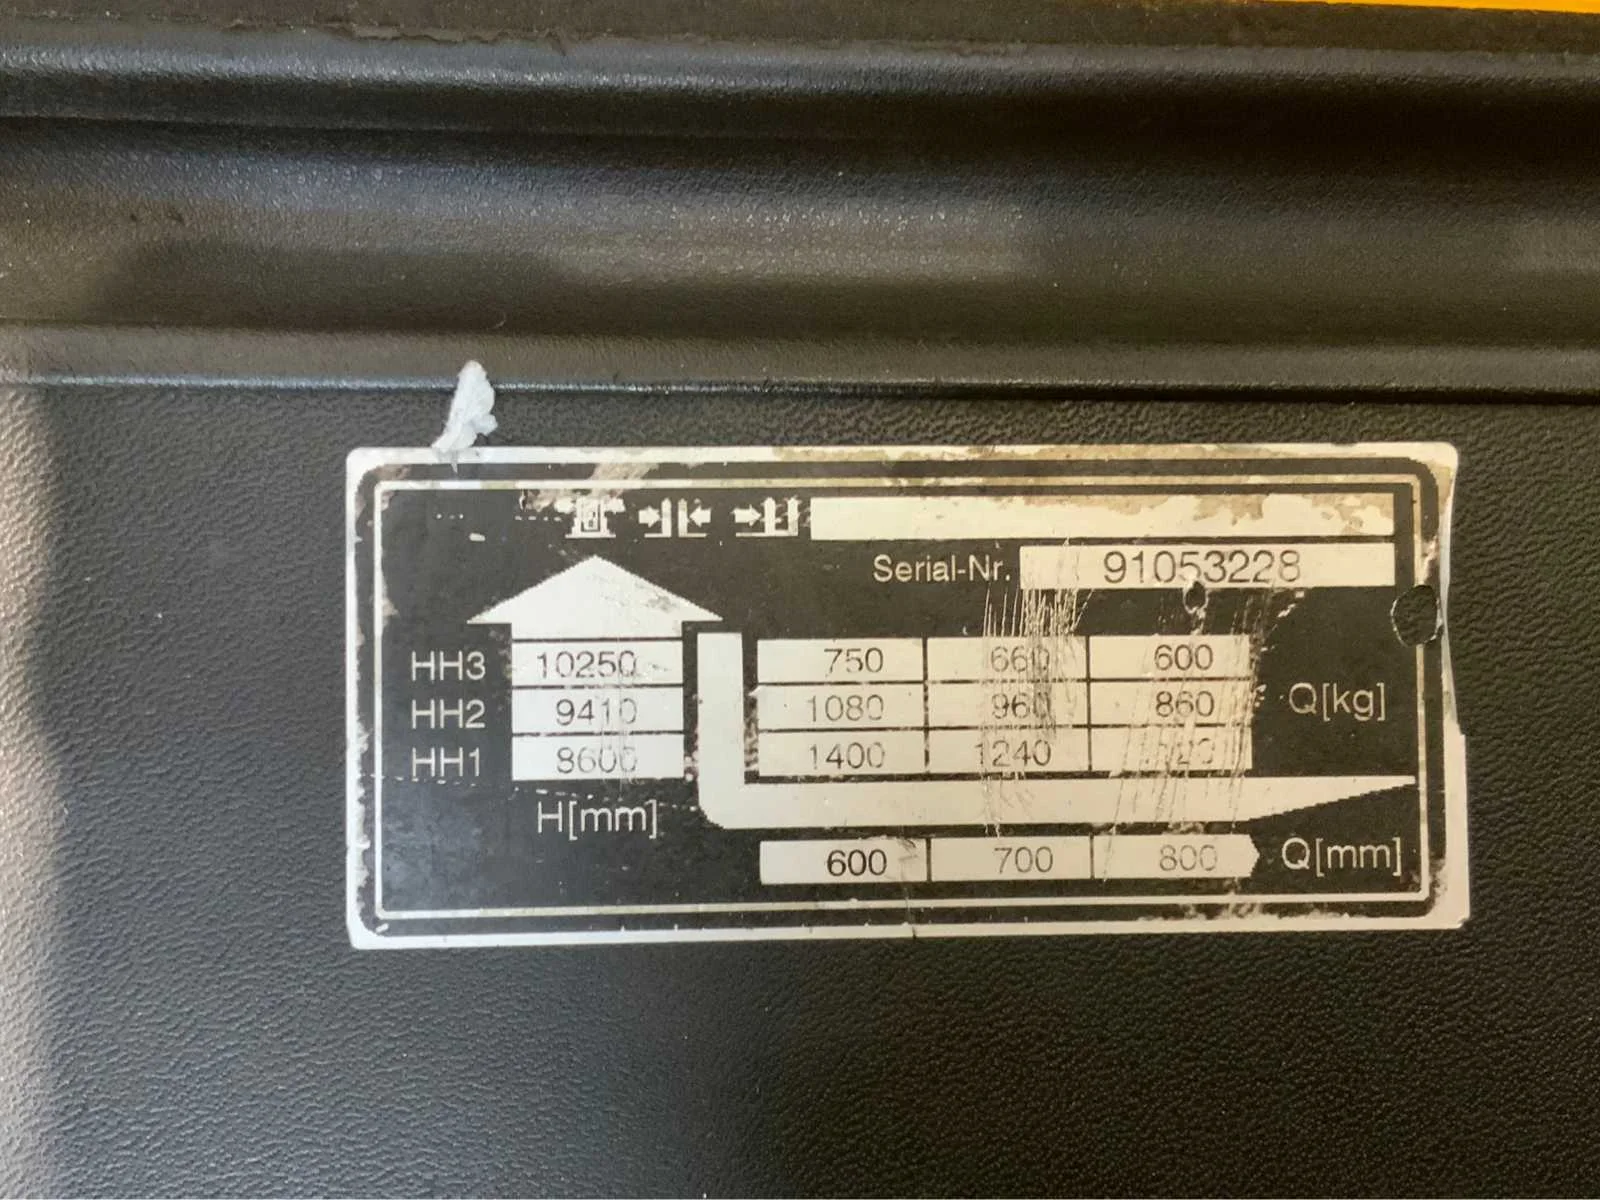 Serial-Nr. 91053228
HH3 10250 750 660 600
HH2 9410 1080 960 860 Q[kg]
HH1 8600 1400 1240
H[mm]
600 700 800 Q[mm]